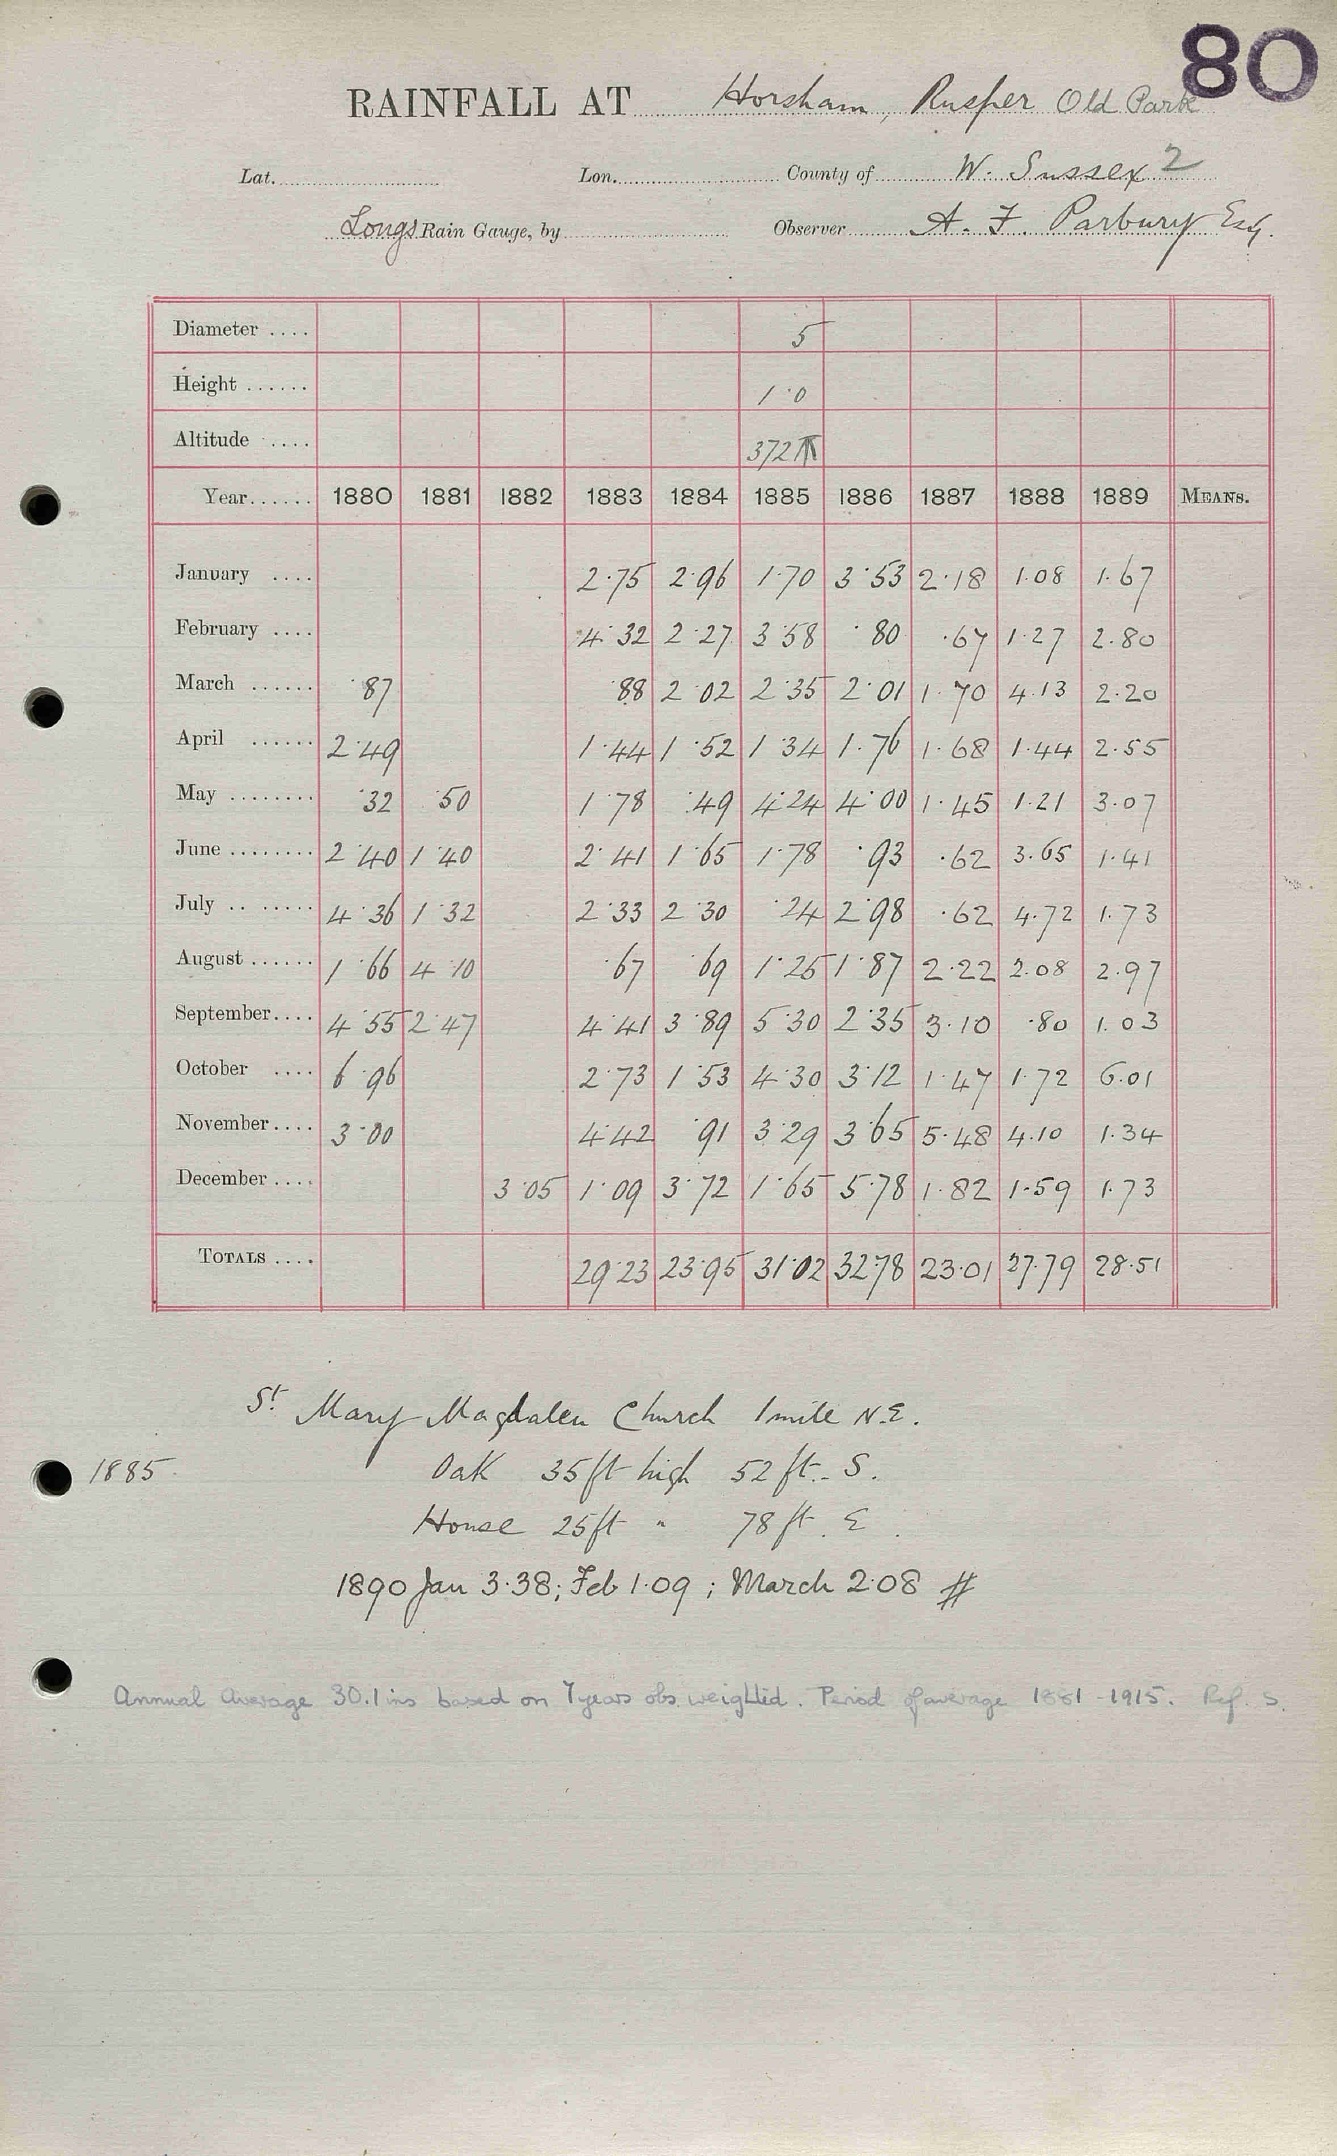 80
RAINFALL AT Horsham, Rusper Old Park
Lat. Lon. County of W. Sussex 2
Longs Rain Gauge, by Observer A. F. Parbury Esq.
Diameter .... 5
Height ...... 1·0
Altitude .... 372
Year...... 1880 1881 1882 1883 1884 1885 1886 1887 1888 1889 MEANS.
January .... 2·75 2·96 1·70 3·53 2·18 1·08 1·67
February .... 4·32 2·27 3·58 ·80 ·67 1·27 2·80
March ...... ·87 ·88 2·02 2·35 2·01 1·70 4·13 2·20
April ...... 2·49 1·44 1·52 1·34 1·76 1·68 1·44 2·55
May ........ ·32 ·50 1·78 ·49 4·24 4·00 1·45 1·21 3·07
June ........ 2·40 1·40 2·41 1·65 1·78 ·93 ·62 3·65 1·41
July .. ...... 4·36 1·32 2·33 2·30 ·24 2·98 ·62 4·72 1·73
August ...... 1·66 4·10 ·67 ·69 1·25 1·87 2·22 2·08 2·97
September.... 4·55 2·47 4·41 3·89 5·30 2·35 3·10 ·80 1·03
October .... 6·96 2·73 1·53 4·30 3·12 1·47 1·72 6·01
November.... 3·00 4·42 ·91 3·29 3·65 5·48 4·10 1·34
December .... 3·05 1·09 3·72 1·65 5·78 1·82 1·59 1·73
TOTALS .... 29·23 23·95 31·02 32·78 23·01 27·79 28·51
St. Mary Magdalen Church 1 mile N.E.
1885 Oak 35 ft high 52 ft. S.
House 25 ft " 78 ft. E.
1890 Jan 3·38; Feb 1·09; March 2·08 #
Annual Average 30.1 ins based on 7 years obs. weighted. Period of average 1881-1915. Ref. S.